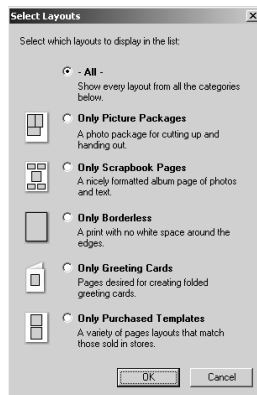 Select Layouts
Select which layouts to display in the list:
- All -
Show every layout from all the categories
below.
Only Picture Packages
A photo package for cutting up and
handing out.
Only Scrapbook Pages
A nicely formatted album page of photos
and text.
Only Borderless
A print with no white space around the
edges.
Only Greeting Cards
Pages desired for creating folded
greeting cards.
Only Purchased Templates
A variety of pages layouts that match
those sold in stores.
OK
Cancel